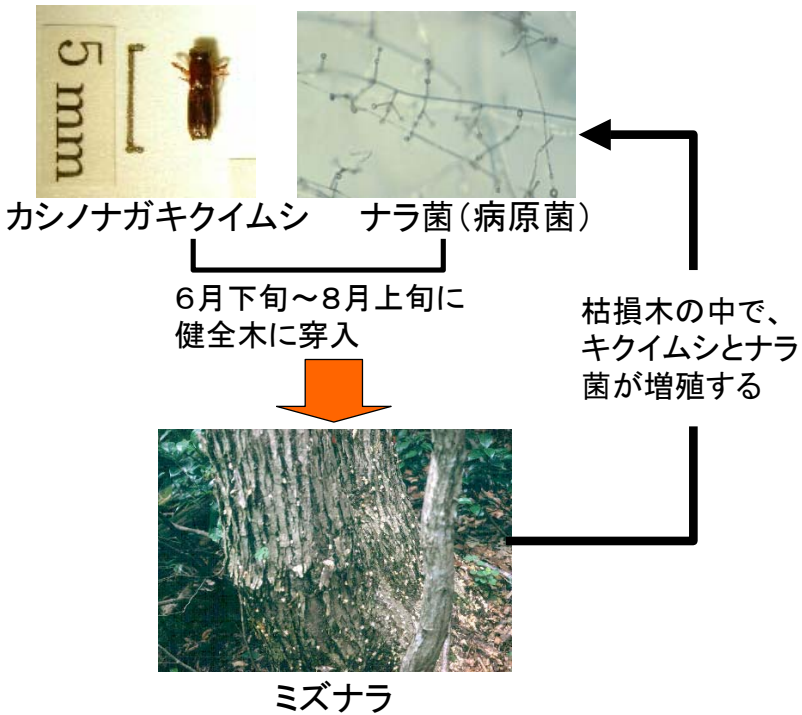 5 mm
カシノナガキクイムシ
ナラ菌(病原菌)
6月下旬~8月上旬に
健全木に穿入
枯損木の中で、
キクイムシとナラ
菌が増殖する
ミズナラ